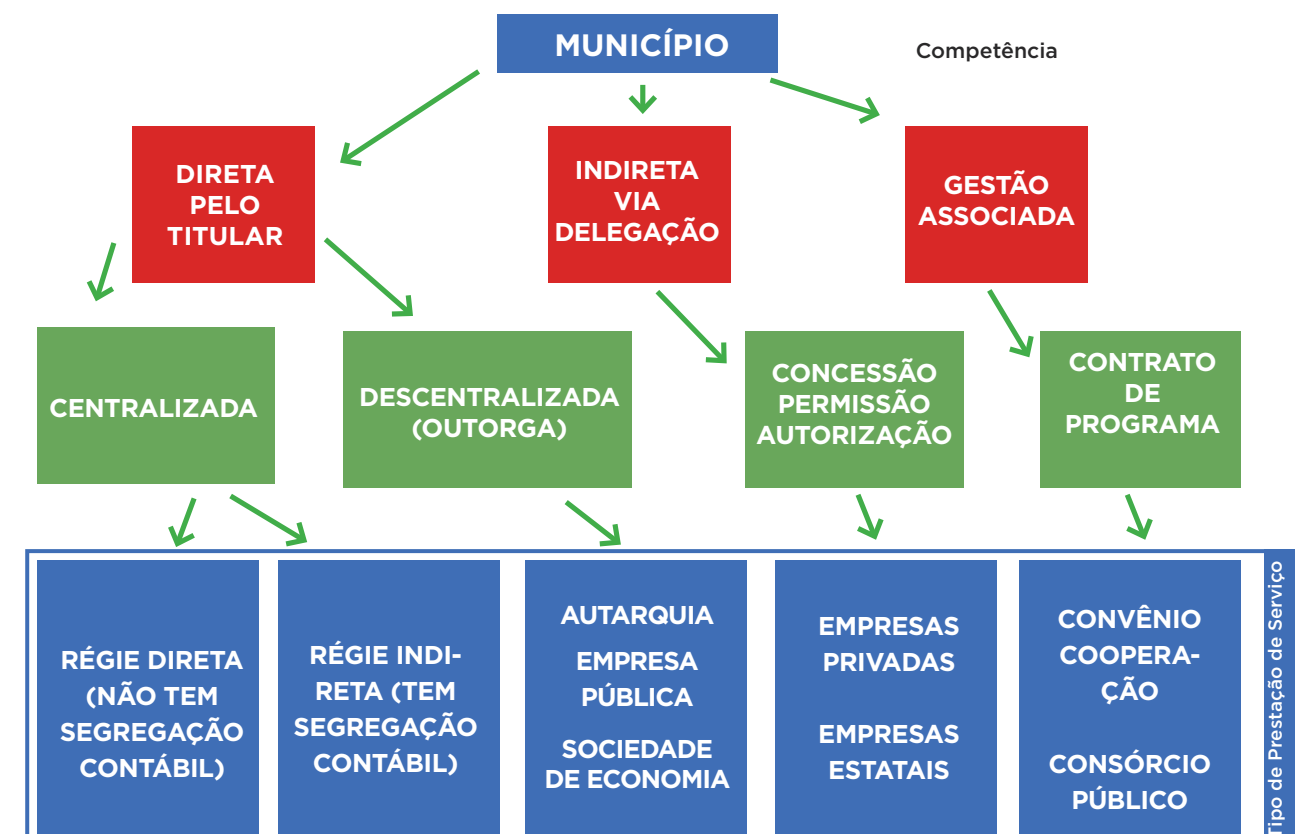 MUNICÍPIO
Competência
DIRETA
PELO
TITULAR
INDIRETA
VIA
DELEGAÇÃO
GESTÃO
ASSOCIADA
CENTRALIZADA
DESCENTRALIZADA
(OUTORGA)
CONCESSÃO
PERMISSÃO
AUTORIZAÇÃO
CONTRATO
DE
PROGRAMA
RÉGIE DIRETA
(NÃO TEM
SEGREGAÇÃO
CONTÁBIL)
RÉGIE INDI-
RETA (TEM
SEGREGAÇÃO
CONTÁBIL)
AUTARQUIA
EMPRESA
PÚBLICA
SOCIEDADE
DE ECONOMIA
EMPRESAS
PRIVADAS
EMPRESAS
ESTATAIS
CONVÊNIO
COOPERA-
ÇÃO
CONSÓRCIO
PÚBLICO
Tipo de Prestação de Serviço